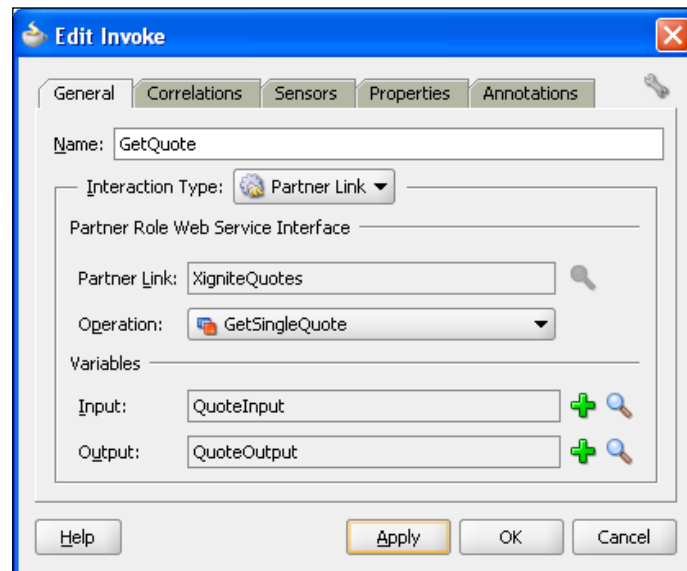 Edit Invoke
General Correlations Sensors Properties Annotations
Name: GetQuote
Interaction Type: Partner Link
Partner Role Web Service Interface
Partner Link: XigniteQuotes
Operation: GetSingleQuote
Variables
Input: QuoteInput
Output: QuoteOutput
Help Apply OK Cancel